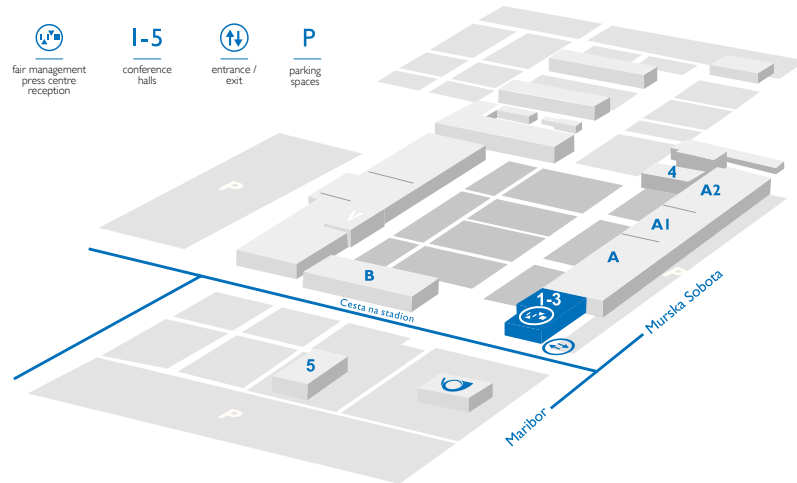 1-5
P
fair management
press centre
reception
conference
halls
entrance /
exit
parking
spaces
4
A2
P
A1
V
A
P
B
1-3
Cesta na stadion
Murska Sobota
5
P
Maribor